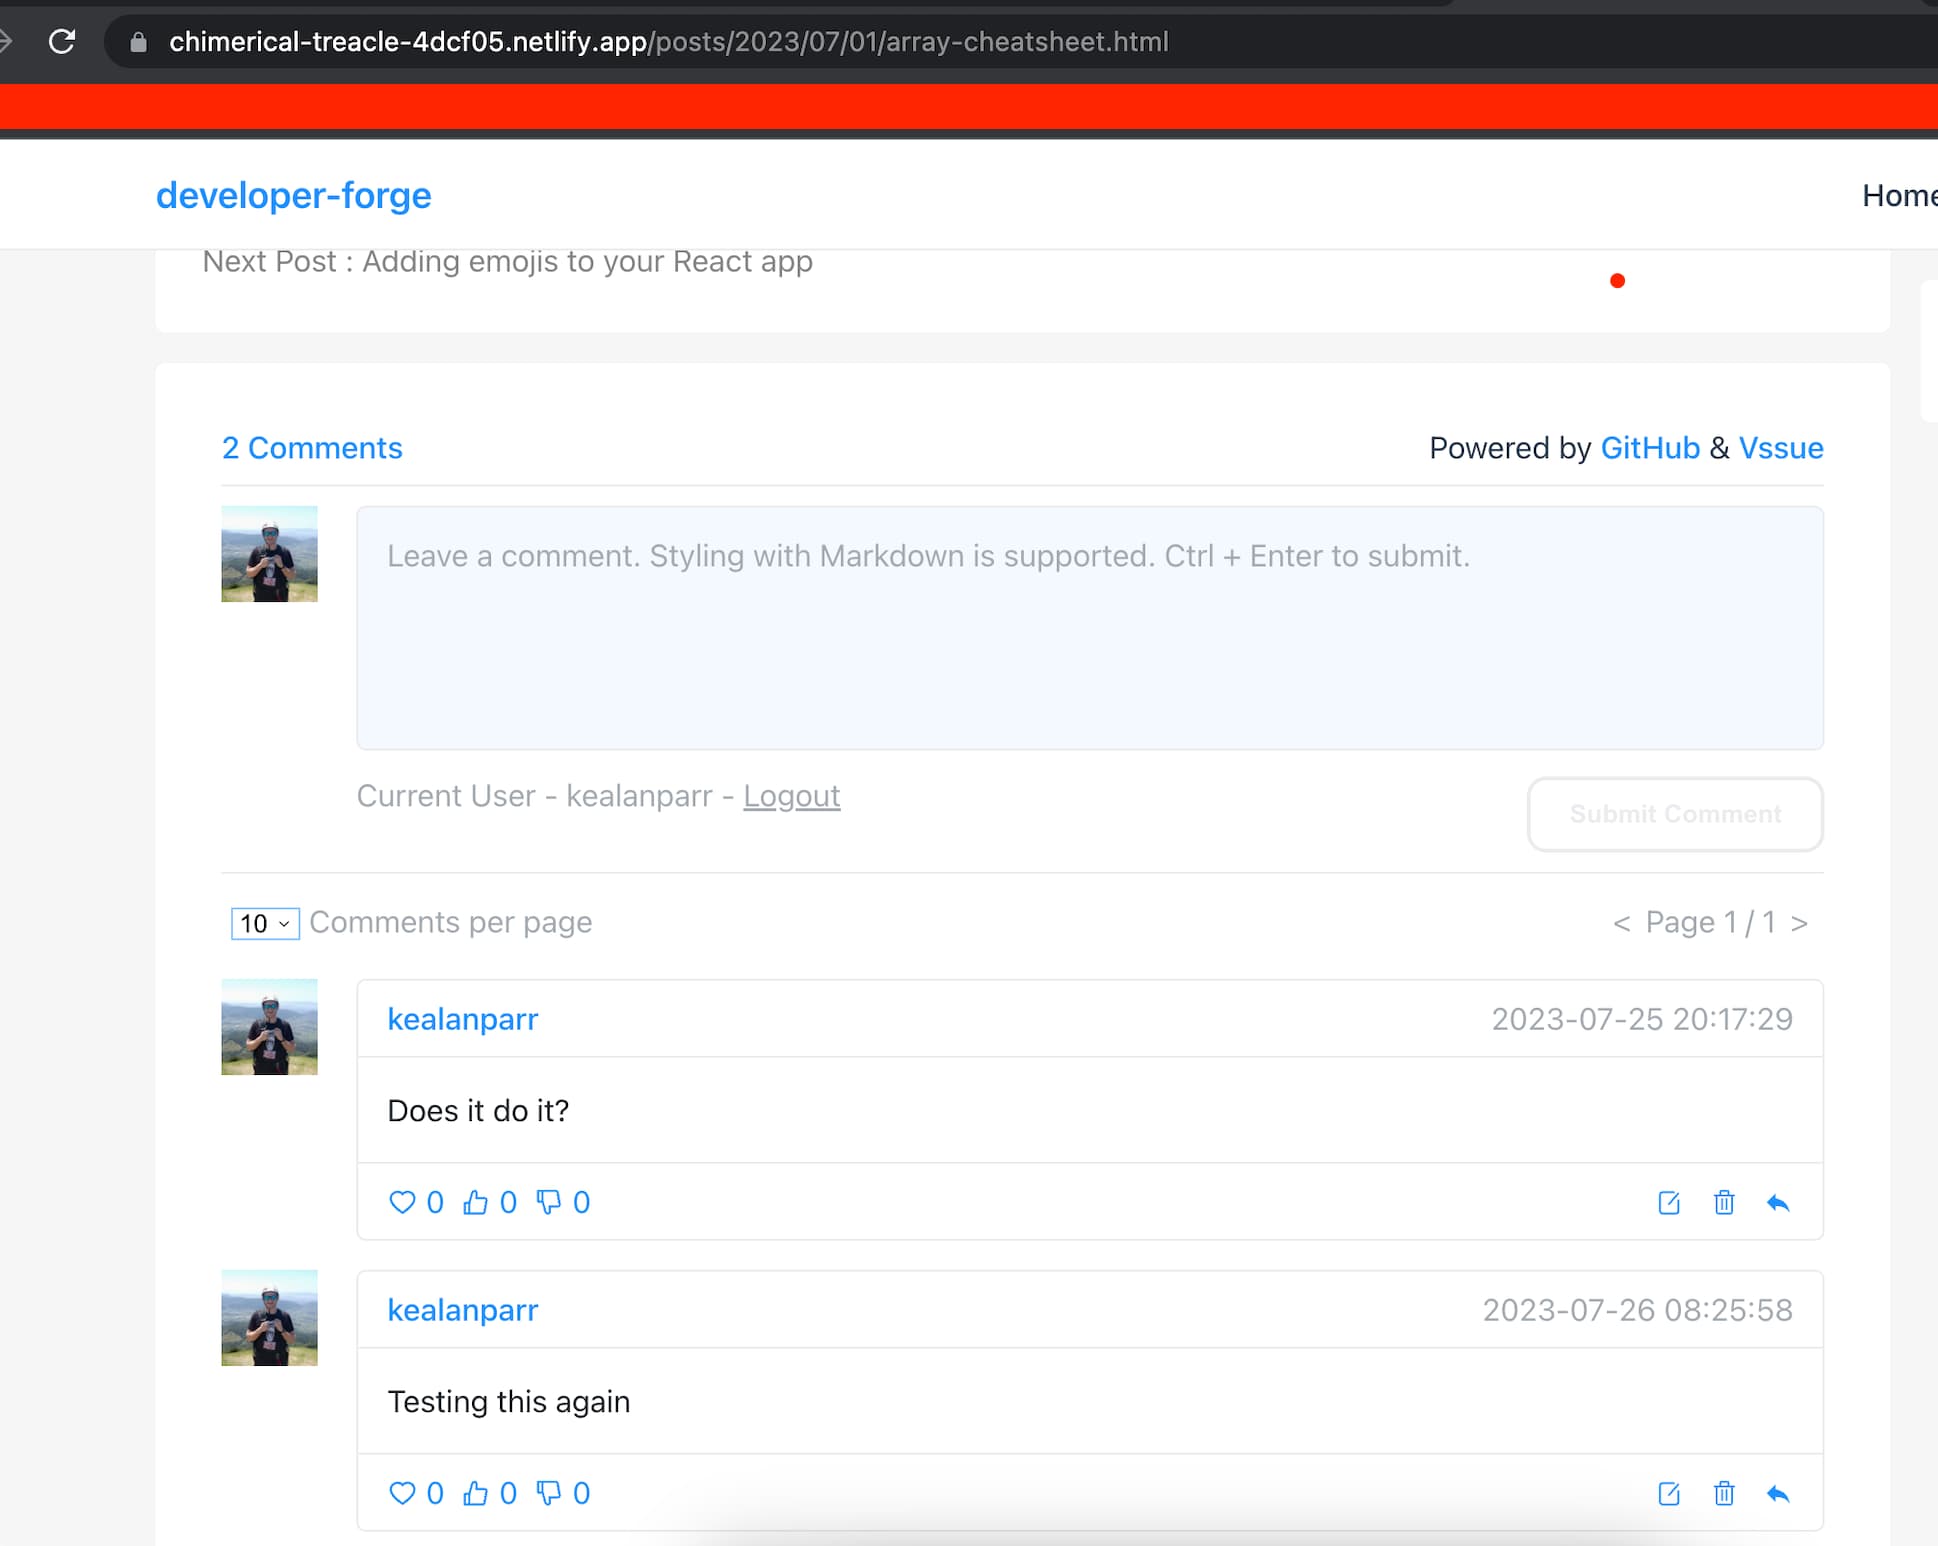 chimerical-treacle-4dcf05.netlify.app/posts/2023/07/01/array-cheatsheet.html
developer-forge
Home
Next Post : Adding emojis to your React app
2 Comments
Powered by GitHub & Vssue
Leave a comment. Styling with Markdown is supported. Ctrl + Enter to submit.
Current User - kealanparr - Logout
Submit Comment
10 Comments per page
< Page 1 / 1 >
kealanparr
2023-07-25 20:17:29
Does it do it?
0 0 0
kealanparr
2023-07-26 08:25:58
Testing this again
0 0 0